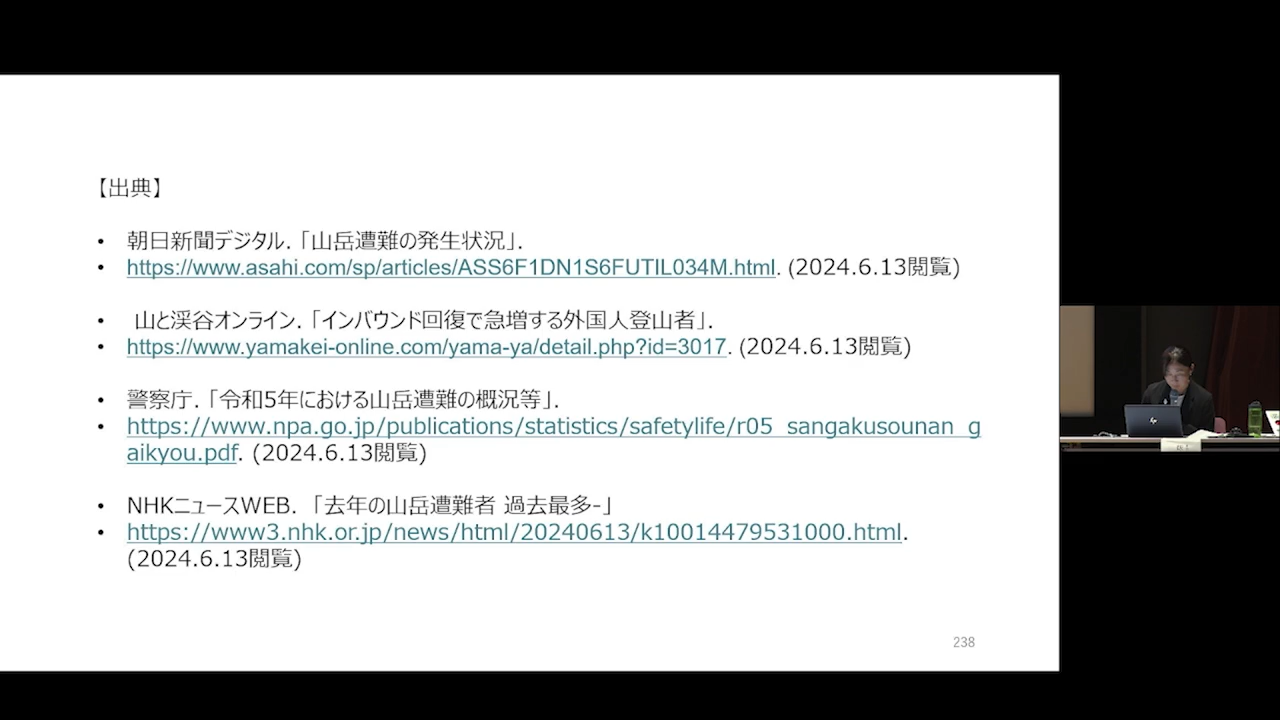 【出典】
• 朝日新聞デジタル.「山岳遭難の発生状況」.
• https://www.asahi.com/sp/articles/ASS6F1DN1S6FUTIL034M.html. (2024.6.13閲覧)
• 山と渓谷オンライン.「インバウンド回復で急増する外国人登山者」.
• https://www.yamakei-online.com/yama-ya/detail.php?id=3017. (2024.6.13閲覧)
• 警察庁.「令和5年における山岳遭難の概況等」.
• https://www.npa.go.jp/publications/statistics/safetylife/r05_sangakusounan_g
aikyou.pdf. (2024.6.13閲覧)
• NHKニュースWEB. 「去年の山岳遭難者 過去最多-」
• https://www3.nhk.or.jp/news/html/20240613/k10014479531000.html.
(2024.6.13閲覧)
238
hp